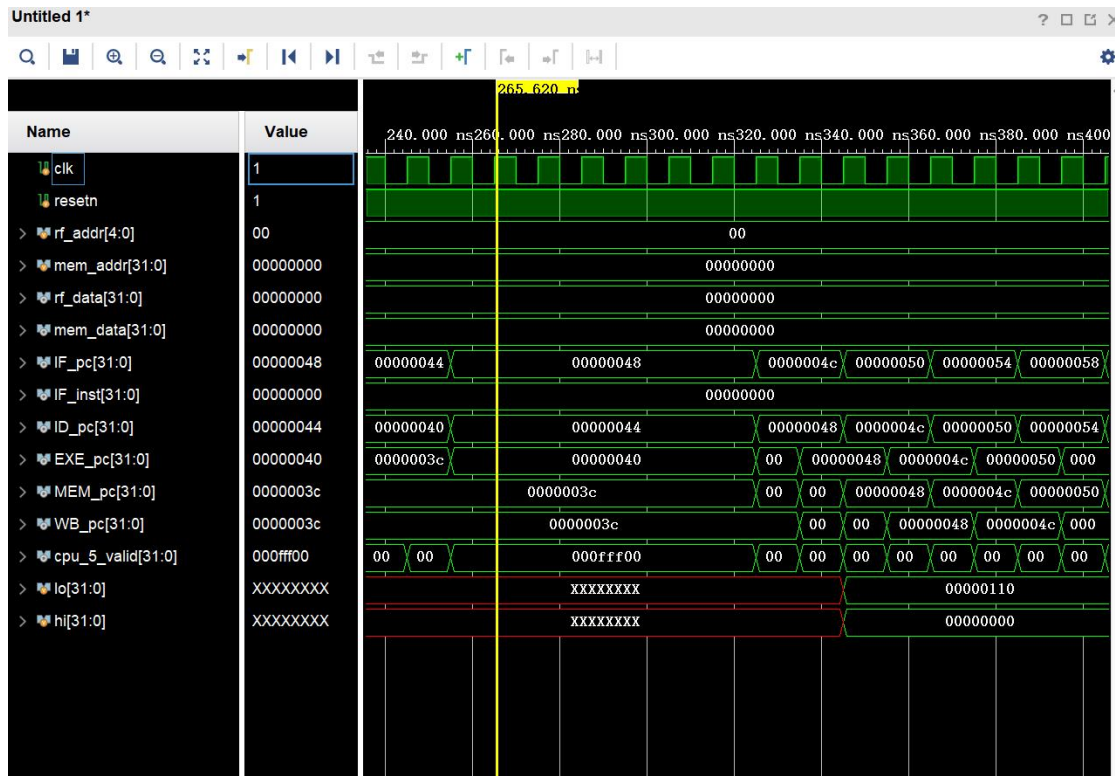 Untitled 1*
265.620 ns
Name Value
240.000 ns 260.000 ns 280.000 ns 300.000 ns 320.000 ns 340.000 ns 360.000 ns 380.000 ns 400
clk 1
resetn 1
rf_addr[4:0] 00 00
mem_addr[31:0] 00000000 00000000
rf_data[31:0] 00000000 00000000
mem_data[31:0] 00000000 00000000
IF_pc[31:0] 00000048 00000044 00000048 0000004c 00000050 00000054 00000058
IF_inst[31:0] 00000000 00000000
ID_pc[31:0] 00000044 00000040 00000044 00000048 0000004c 00000050 00000054
EXE_pc[31:0] 00000040 0000003c 00000040 00 00000048 0000004c 00000050 000
MEM_pc[31:0] 0000003c 0000003c 00 00 00000048 0000004c 00000050
WB_pc[31:0] 0000003c 0000003c 00 00 00000048 0000004c 000
cpu_5_valid[31:0] 000fff00 00 00 000fff00 00 00 00 00 00 00 00 00
lo[31:0] XXXXXXXX XXXXXXXX 00000110
hi[31:0] XXXXXXXX XXXXXXXX 00000000